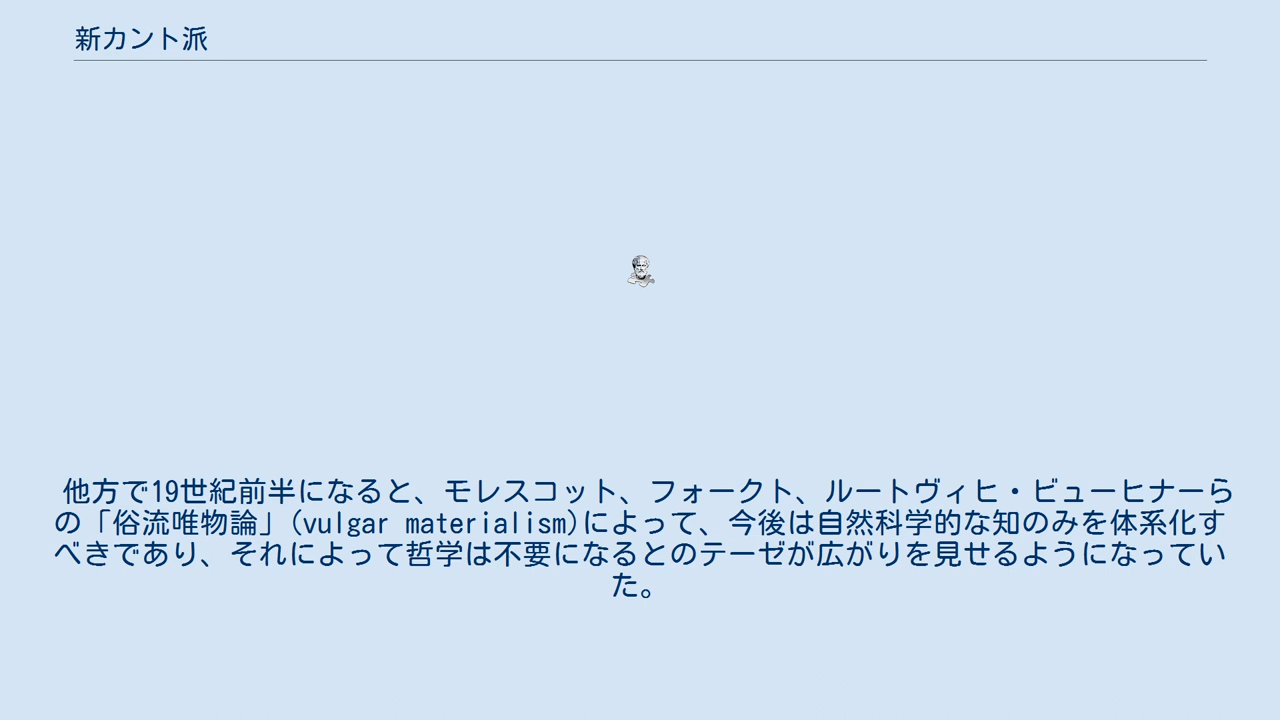 新カント派
他方で19世紀前半になると、モレスコット、フォークト、ルートヴィヒ・ビューヒナーら
の「俗流唯物論」(vulgar materialism)によって、今後は自然科学的な知のみを体系化す
べきであり、それによって哲学は不要になるとのテーゼが広がりを見せるようになってい
た。